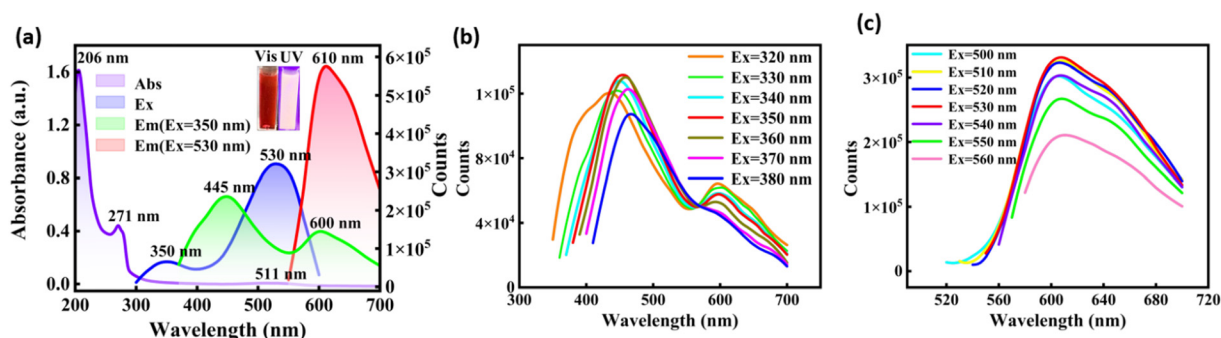 (a)
206 nm
Vis UV
610 nm
Abs
Ex
Em(Ex=350 nm)
Em(Ex=530 nm)
530 nm
445 nm
271 nm
600 nm
350 nm
511 nm
1.6
1.2
0.8
0.4
0.0
Absorbance (a.u.)
6×10⁵
5×10⁵
4×10⁵
3×10⁵
2×10⁵
1×10⁵
0
Counts
200 300 400 500 600 700
Wavelength (nm)
(b)
Ex=320 nm
Ex=330 nm
Ex=340 nm
Ex=350 nm
Ex=360 nm
Ex=370 nm
Ex=380 nm
1×10⁵
8×10⁴
4×10⁴
0
Counts
300 400 500 600 700
Wavelength (nm)
(c)
Ex=500 nm
Ex=510 nm
Ex=520 nm
Ex=530 nm
Ex=540 nm
Ex=550 nm
Ex=560 nm
3×10⁵
2×10⁵
1×10⁵
0
Counts
520 560 600 640 680 720
Wavelength (nm)